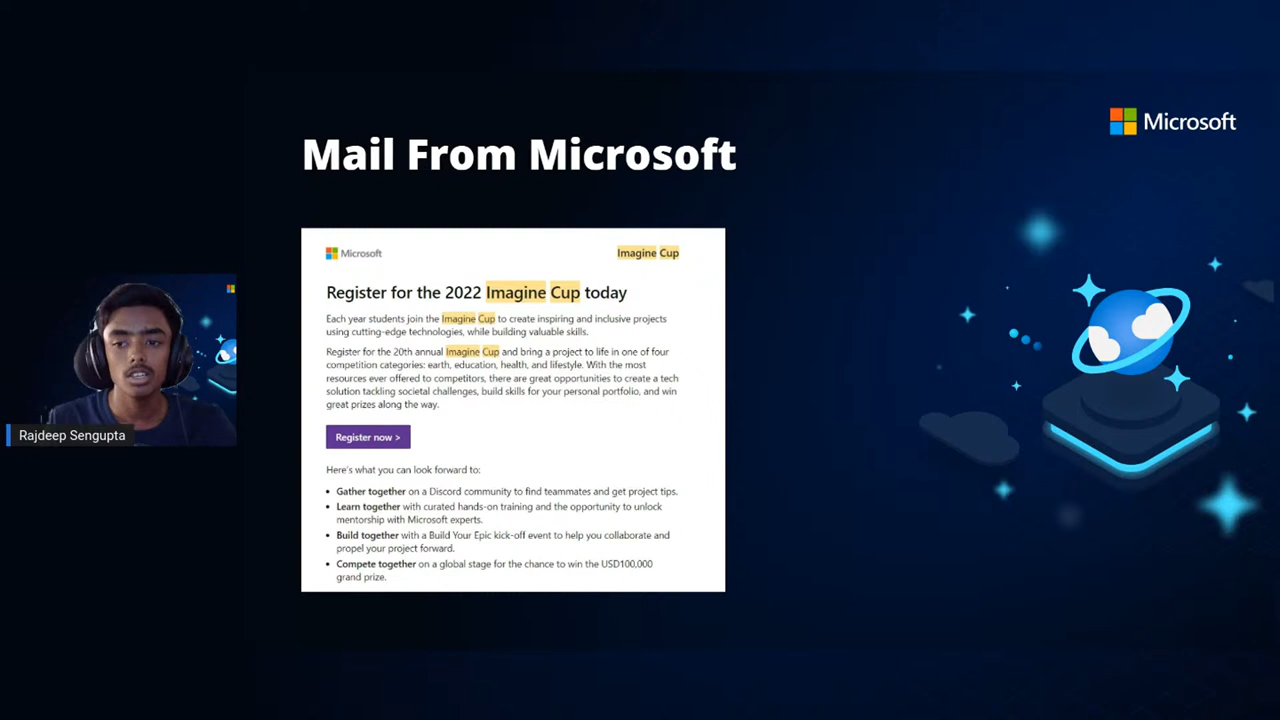 Mail From Microsoft
Microsoft
Microsoft
Imagine Cup
Register for the 2022 Imagine Cup today
Each year students join the Imagine Cup to create inspiring and inclusive projects
using cutting-edge technologies, while building valuable skills.
Register for the 20th annual Imagine Cup and bring a project to life in one of four
competition categories: earth, education, health, and lifestyle. With the most
resources ever offered to competitors, there are great opportunities to create a tech
solution tackling societal challenges, build skills for your personal portfolio, and win
great prizes along the way.
Register now >
Here's what you can look forward to:
• Gather together on a Discord community to find teammates and get project tips.
• Learn together with curated hands-on training and the opportunity to unlock
mentorship with Microsoft experts.
• Build together with a Build Your Epic kick-off event to help you collaborate and
propel your project forward.
• Compete together on a global stage for the chance to win the USD100,000
grand prize.
Rajdeep Sengupta